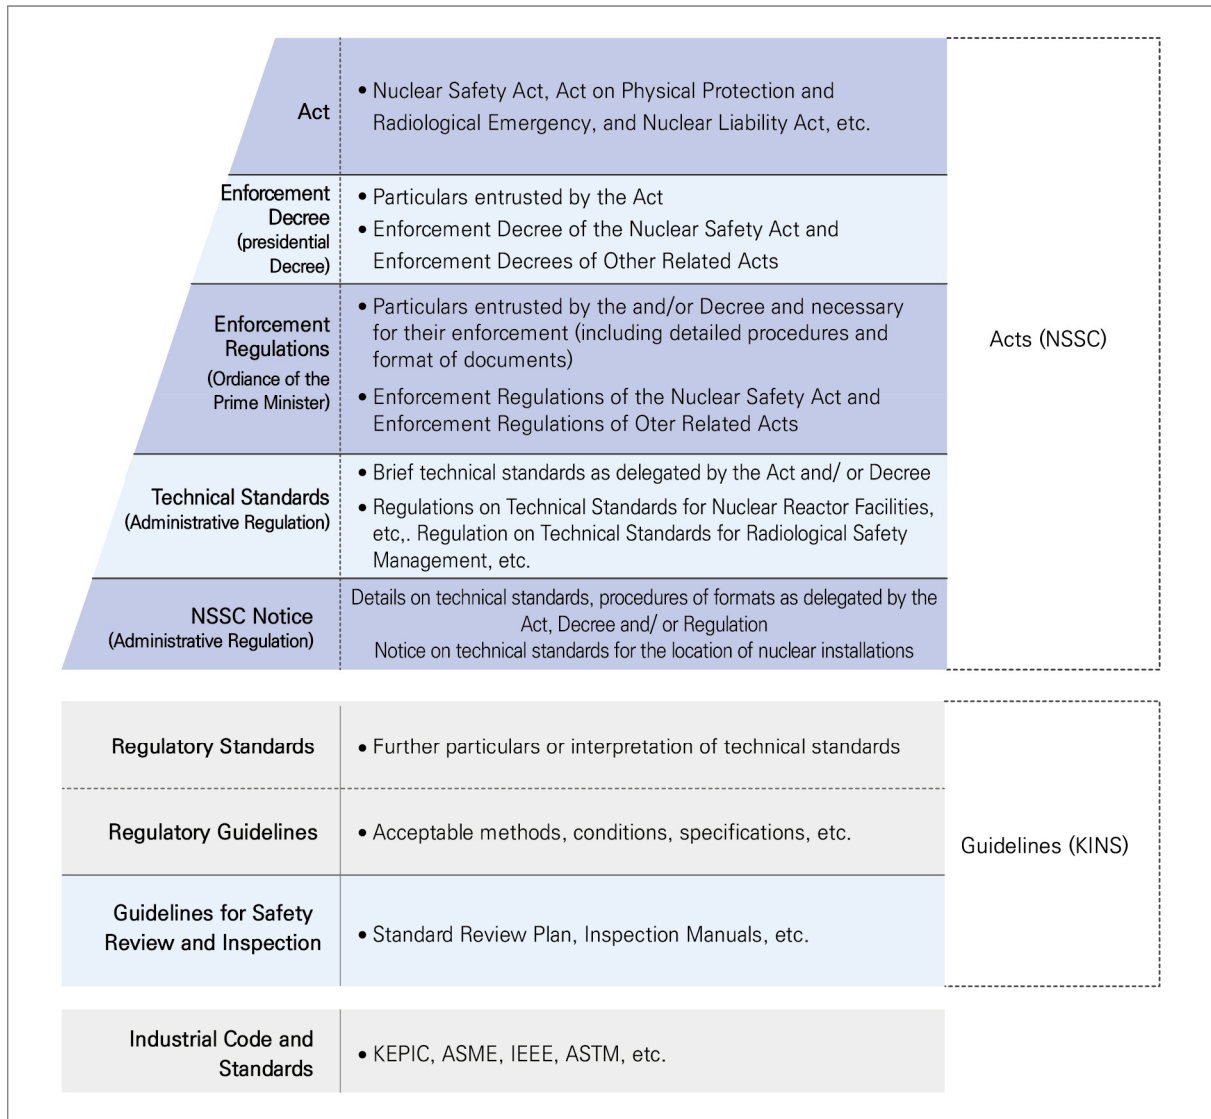 Act
• Nuclear Safety Act, Act on Physical Protection and
Radiological Emergency, and Nuclear Liability Act, etc.
Enforcement
Decree
(presidential
Decree)
• Particulars entrusted by the Act
• Enforcement Decree of the Nuclear Safety Act and
Enforcement Decrees of Other Related Acts
Enforcement
Regulations
(Ordiance of the
Prime Minister)
• Particulars entrusted by the and/or Decree and necessary
for their enforcement (including detailed procedures and
format of documents)
• Enforcement Regulations of the Nuclear Safety Act and
Enforcement Regulations of Oter Related Acts
Technical Standards
(Administrative Regulation)
• Brief technical standards as delegated by the Act and/ or Decree
• Regulations on Technical Standards for Nuclear Reactor Facilities,
etc,. Regulation on Technical Standards for Radiological Safety
Management, etc.
NSSC Notice
(Administrative Regulation)
Details on technical standards, procedures of formats as delegated by the
Act, Decree and/ or Regulation
Notice on technical standards for the location of nuclear installations
Acts (NSSC)
Regulatory Standards
• Further particulars or interpretation of technical standards
Regulatory Guidelines
• Acceptable methods, conditions, specifications, etc.
Guidelines for Safety
Review and Inspection
• Standard Review Plan, Inspection Manuals, etc.
Guidelines (KINS)
Industrial Code and
Standards
• KEPIC, ASME, IEEE, ASTM, etc.